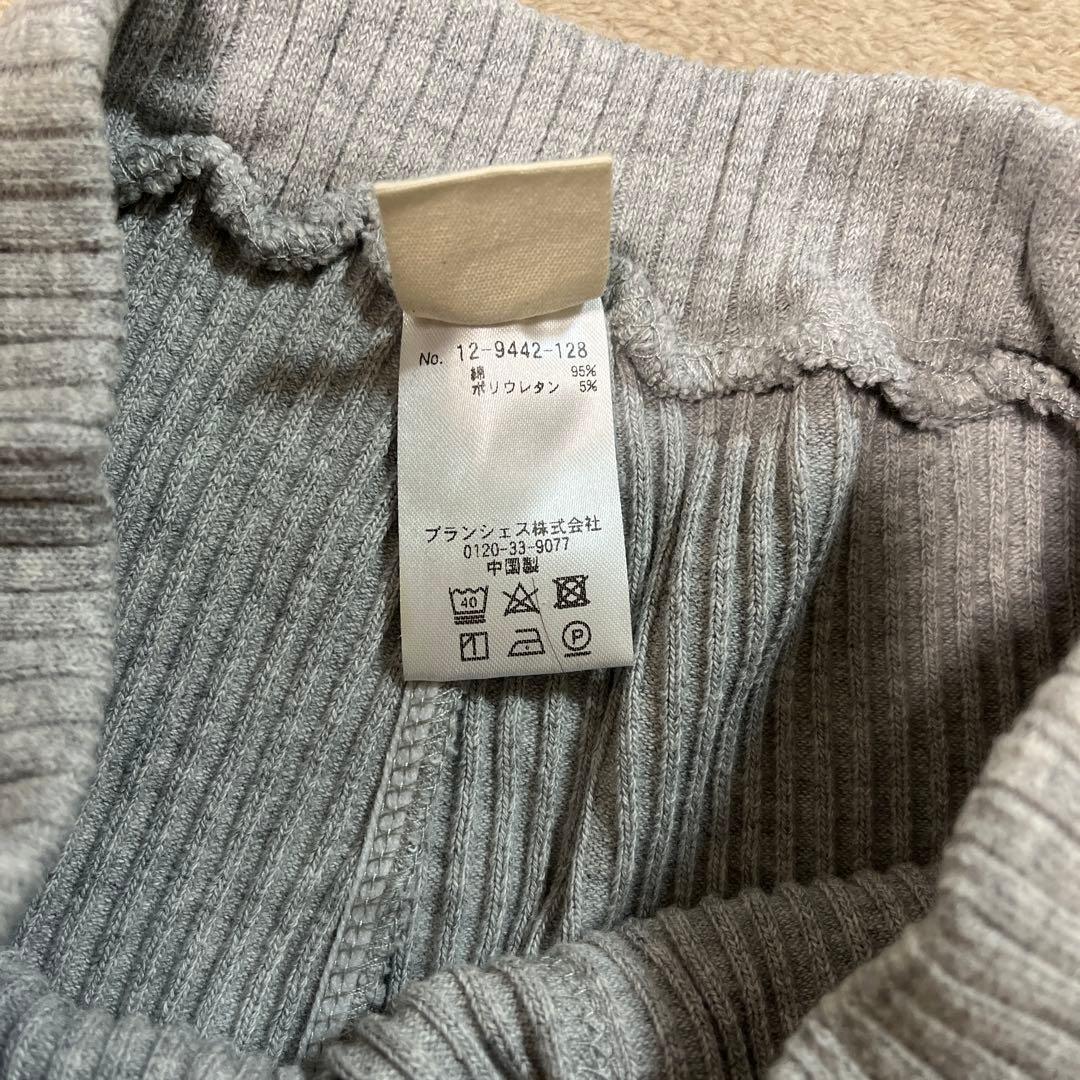 No. 12-9442-128
綿 95%
ポリウレタン 5%
ブランシェス株式会社
0120-33-9077
中国製
40
P